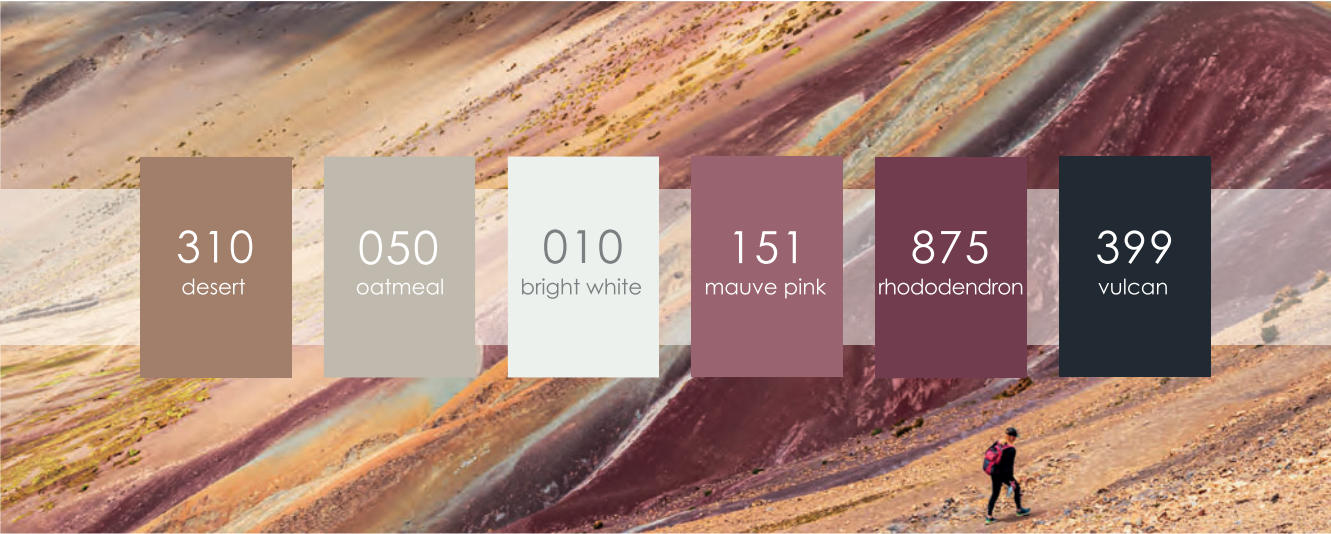 310
desert
050
oatmeal
010
bright white
151
mauve pink
875
rhododendron
399
vulcan